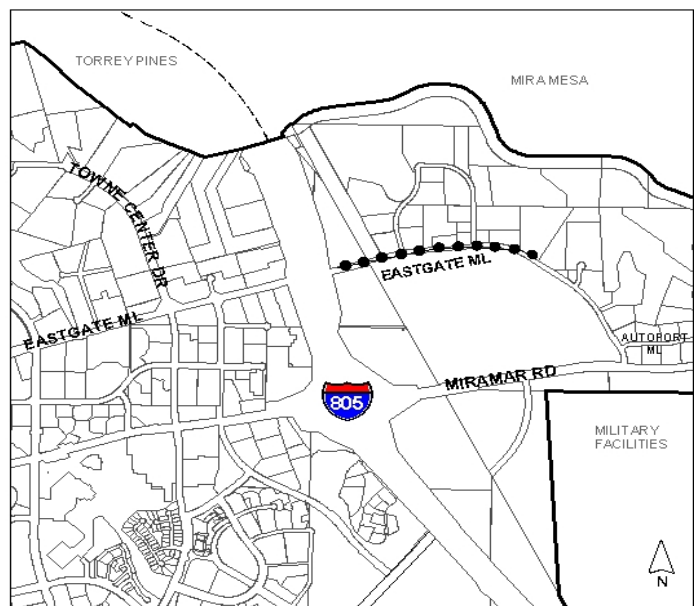 TORREY PINES
MIRA MESA
TOWNE CENTER DR
EASTGATE ML
EASTGATE ML
AUTOPORT
ML
MIRAMAR RD
805
MILITARY
FACILITIES
N